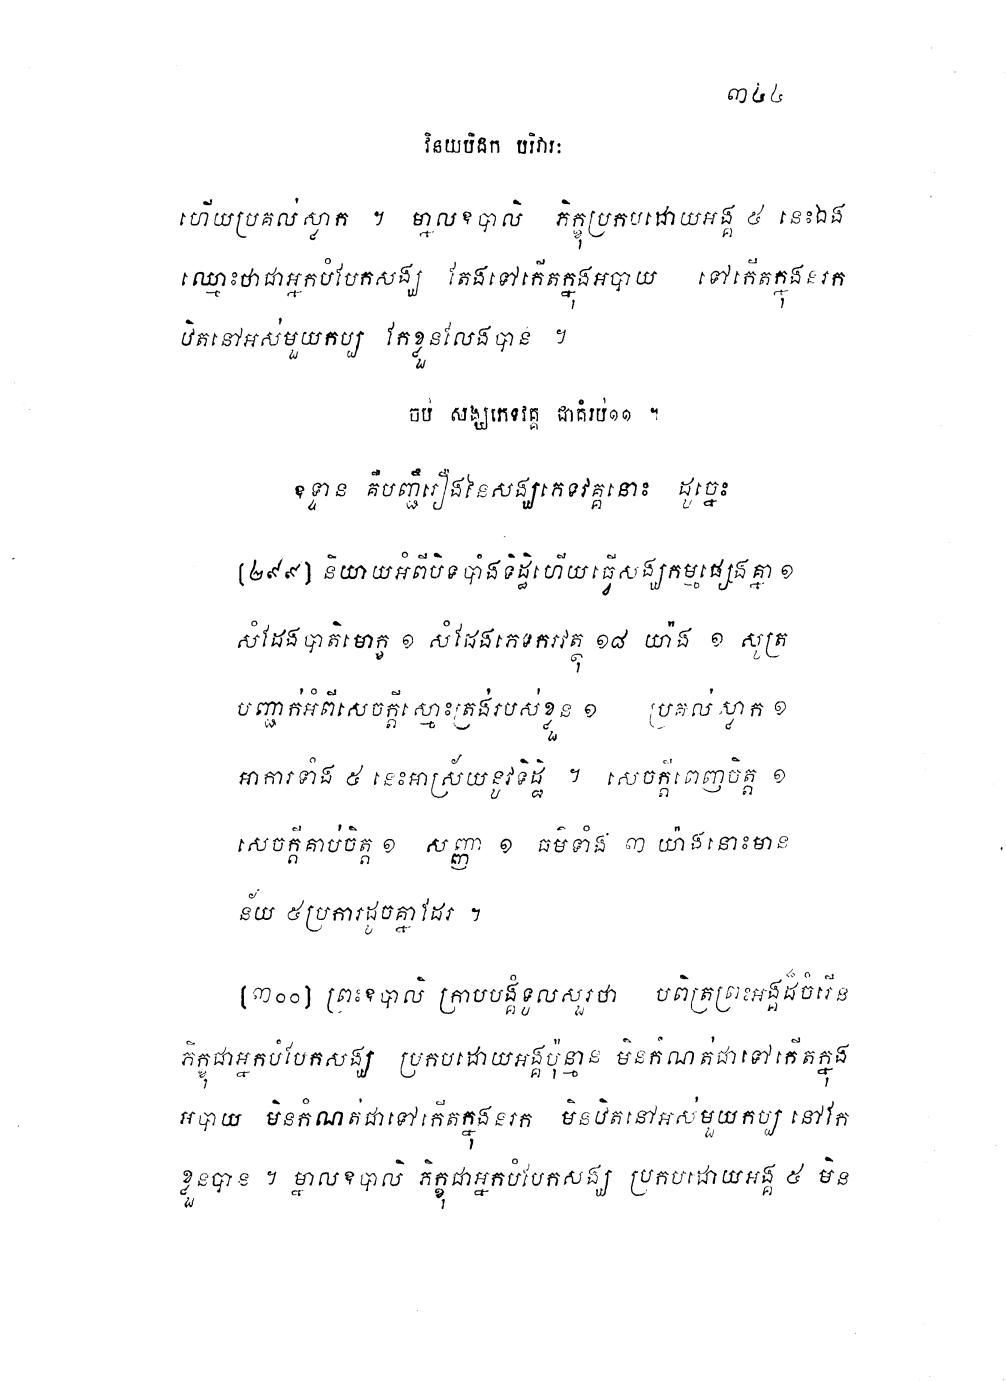 ៣៤៤
វិនយបិដក បរិវារៈ
ហើយប្រគល់ស្លាក ។ ម្នាលឧបាលិ ភិក្ខុប្រកបដោយអង្គ ៥ នេះឯង
ឈ្មោះថាជាអ្នកបំបែកសង្ឃ តែងទៅកើតក្នុងអបាយ ទៅកើតក្នុងនរក
ឋិតនៅអស់មួយកប្ប កែខ្លួនលែងបាន ។
ចប់ សង្ឃភេទវគ្គ ជាគំរប់១១ ។
ឧទ្ទាន គឺបញ្ជីរឿងនៃសង្ឃភេទវគ្គនោះ ដូច្នេះ
(២៩៩) និយាយអំពីបិទបាំងទិដ្ឋិហើយធ្វើសង្ឃកម្មផ្សេងគ្នា ១
សំដែងបាតិមោក្ខ ១ សំដែងភេទករវត្ថុ ១៨ យ៉ាង ១ សូត្រ
បញ្ជាក់អំពីសេចក្តីស្មោះត្រង់របស់ខ្លួន ១ ប្រគល់ស្លាក ១
អាការទាំង ៥ នេះអាស្រ័យនូវទិដ្ឋិ ។ សេចក្តីពេញចិត្ត ១
សេចក្តីគាប់ចិត្ត ១ សញ្ញា ១ ធម៌ទាំង ៣ យ៉ាងនោះមាន
ន័យ ៥ប្រការដូចគ្នាដែរ ។
(៣០០) ព្រះឧបាលិ ក្រាបបង្គំទូលសួរថា បពិត្រព្រះអង្គដ៏ចំរើន
ភិក្ខុជាអ្នកបំបែកសង្ឃ ប្រកបដោយអង្គប៉ុន្មាន មិនកំណត់ជាទៅកើតក្នុង
អបាយ មិនកំណត់ជាទៅកើតក្នុងនរក មិនឋិតនៅអស់មួយកប្ប នៅកែ
ខ្លួនបាន ។ ម្នាលឧបាលិ ភិក្ខុជាអ្នកបំបែកសង្ឃ ប្រកបដោយអង្គ ៥ មិន